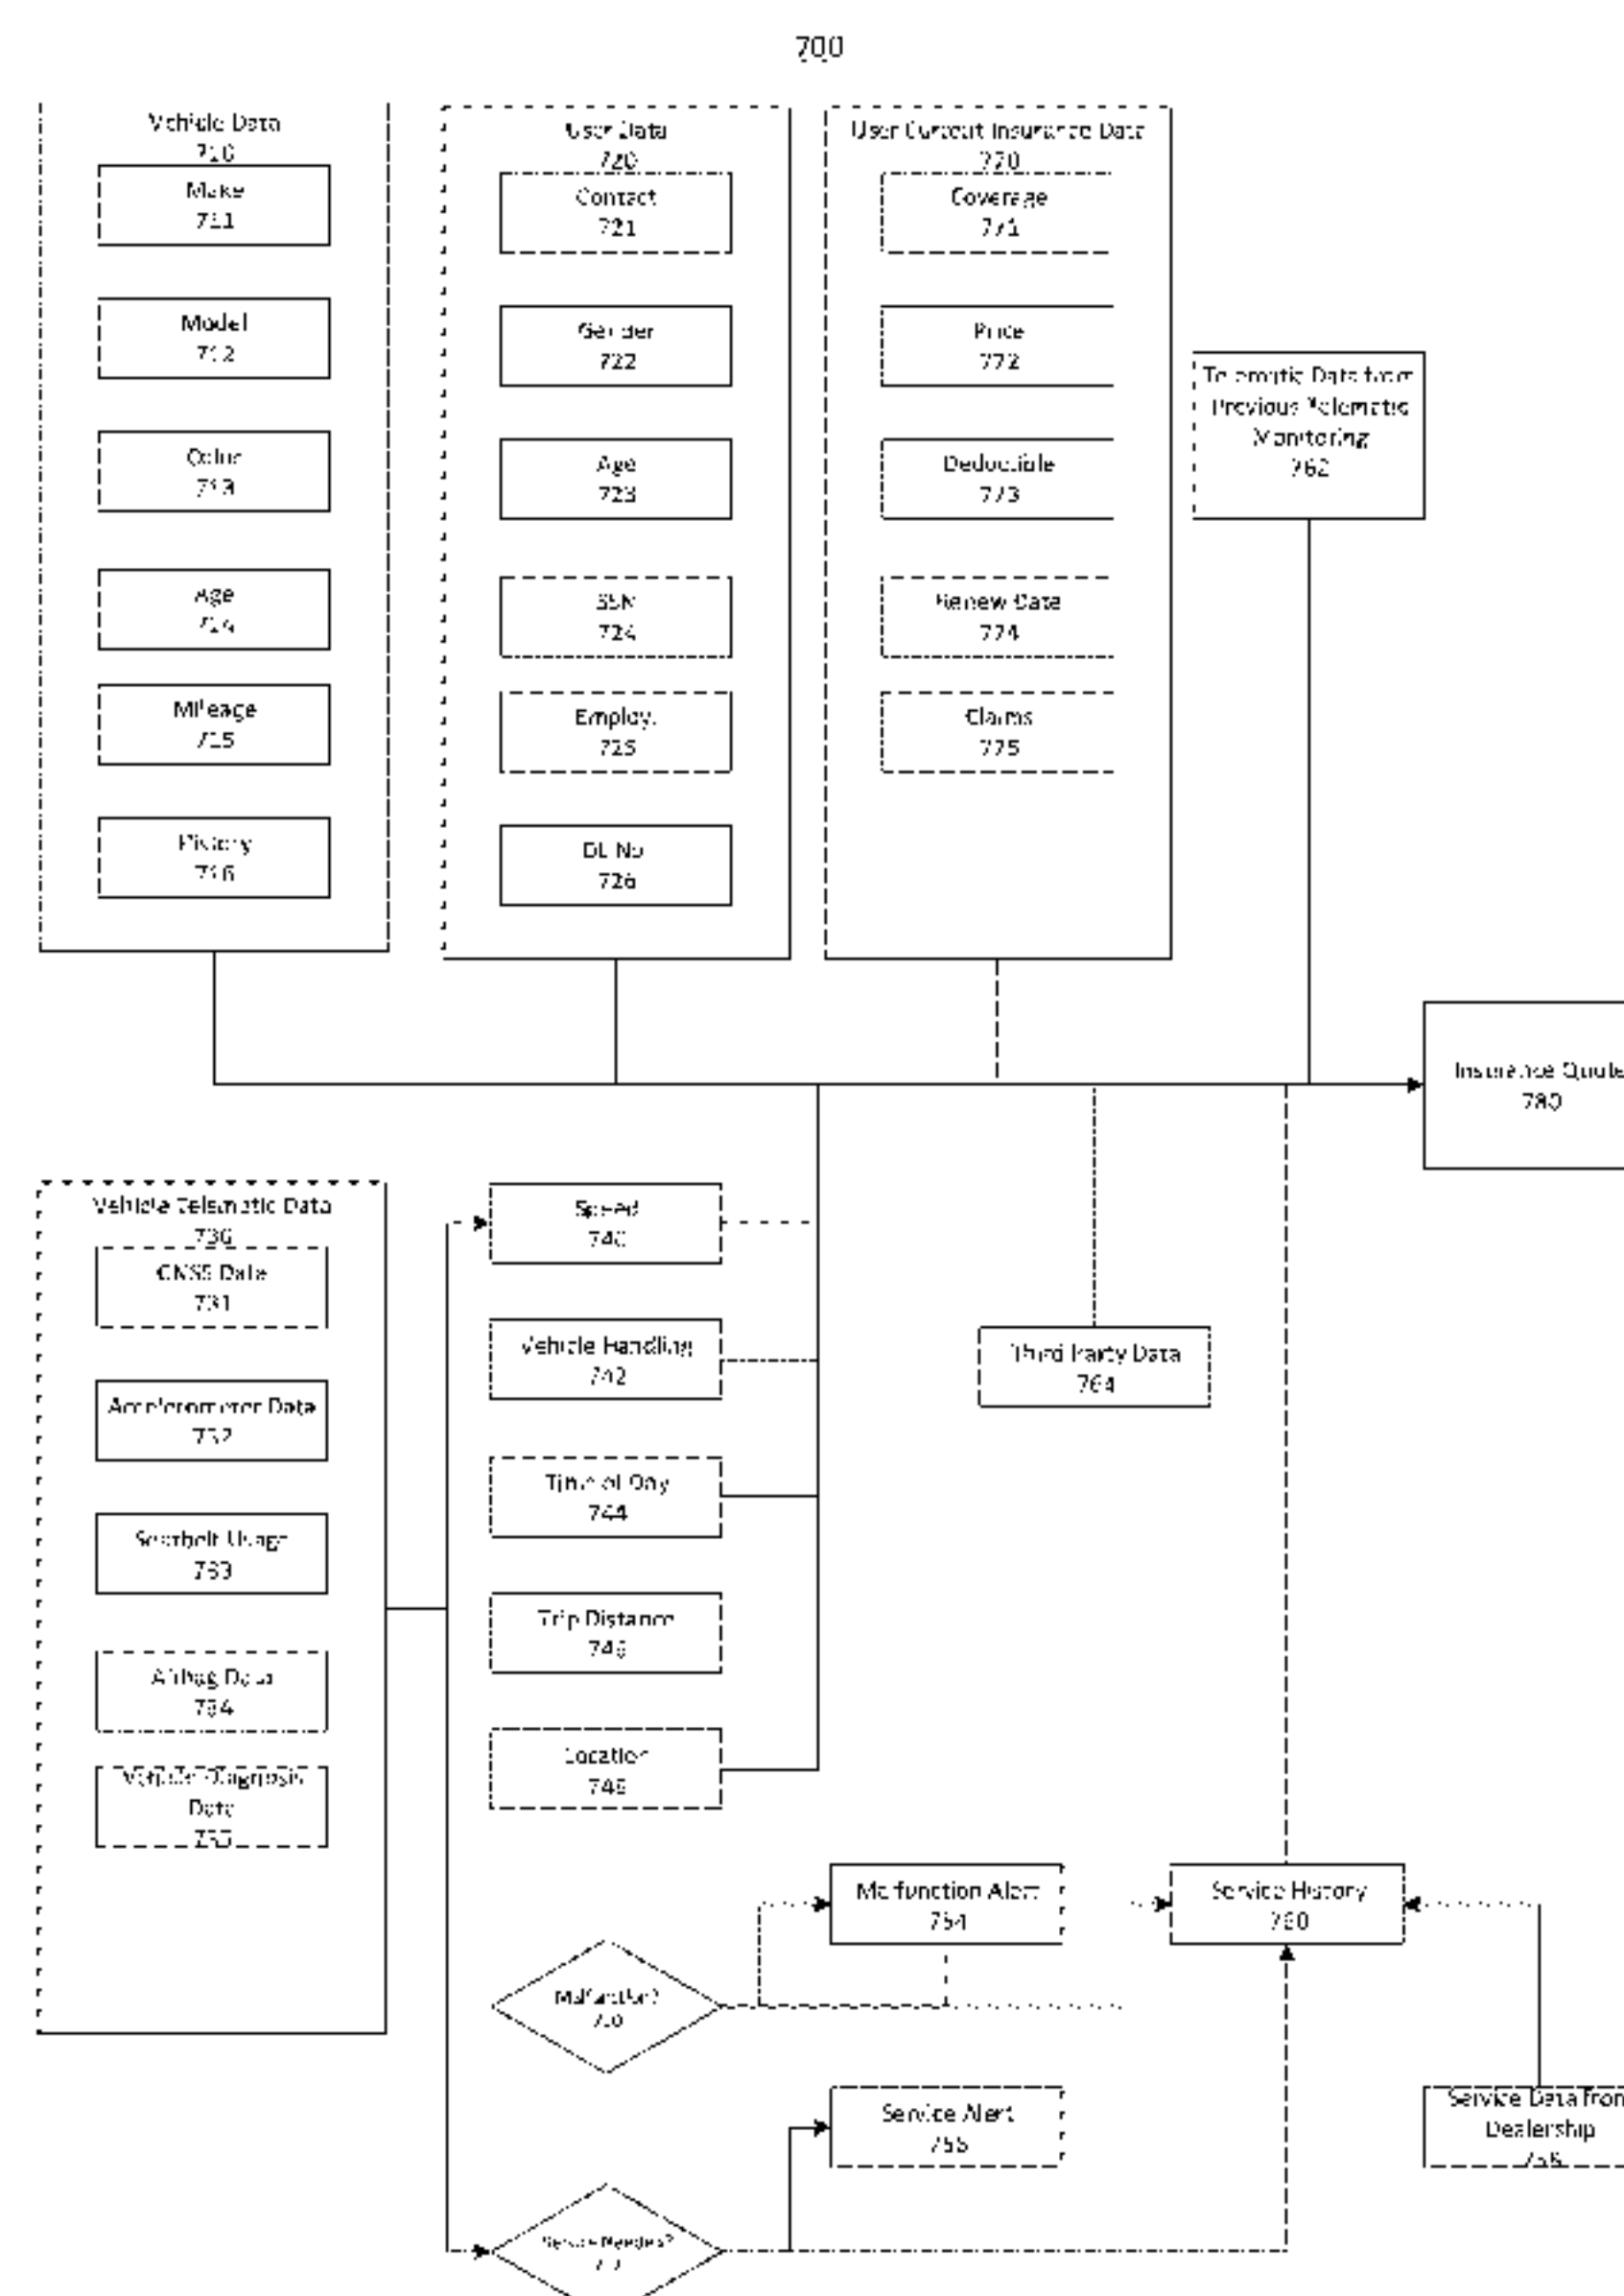 700
Vehicle Data
710
Make
711
Model
712
Color
713
Age
714
Mileage
715
History
716
User Data
720
Contact
721
Gender
722
Age
723
SSN
724
Employ.
725
DL No
726
User Current Insurance Data
770
Coverage
771
Price
772
Deductible
773
Renew Date
774
Claims
775
Telematic Data from
Previous Telematic
Monitoring
762
Insurance Quote
780
Vehicle Telematic Data
730
GNSS Data
731
Accelerometer Data
732
Seatbelt Usage
733
Airbag Data
734
Vehicle Diagnosis
Data
Speed
740
Vehicle Handling
742
Time of Day
744
Trip Distance
746
Location
Third Party Data
764
Malfunction Alert
754
Service History
760
Malfunction?
Service Alert
Service Data from
Dealership
Service Needed?